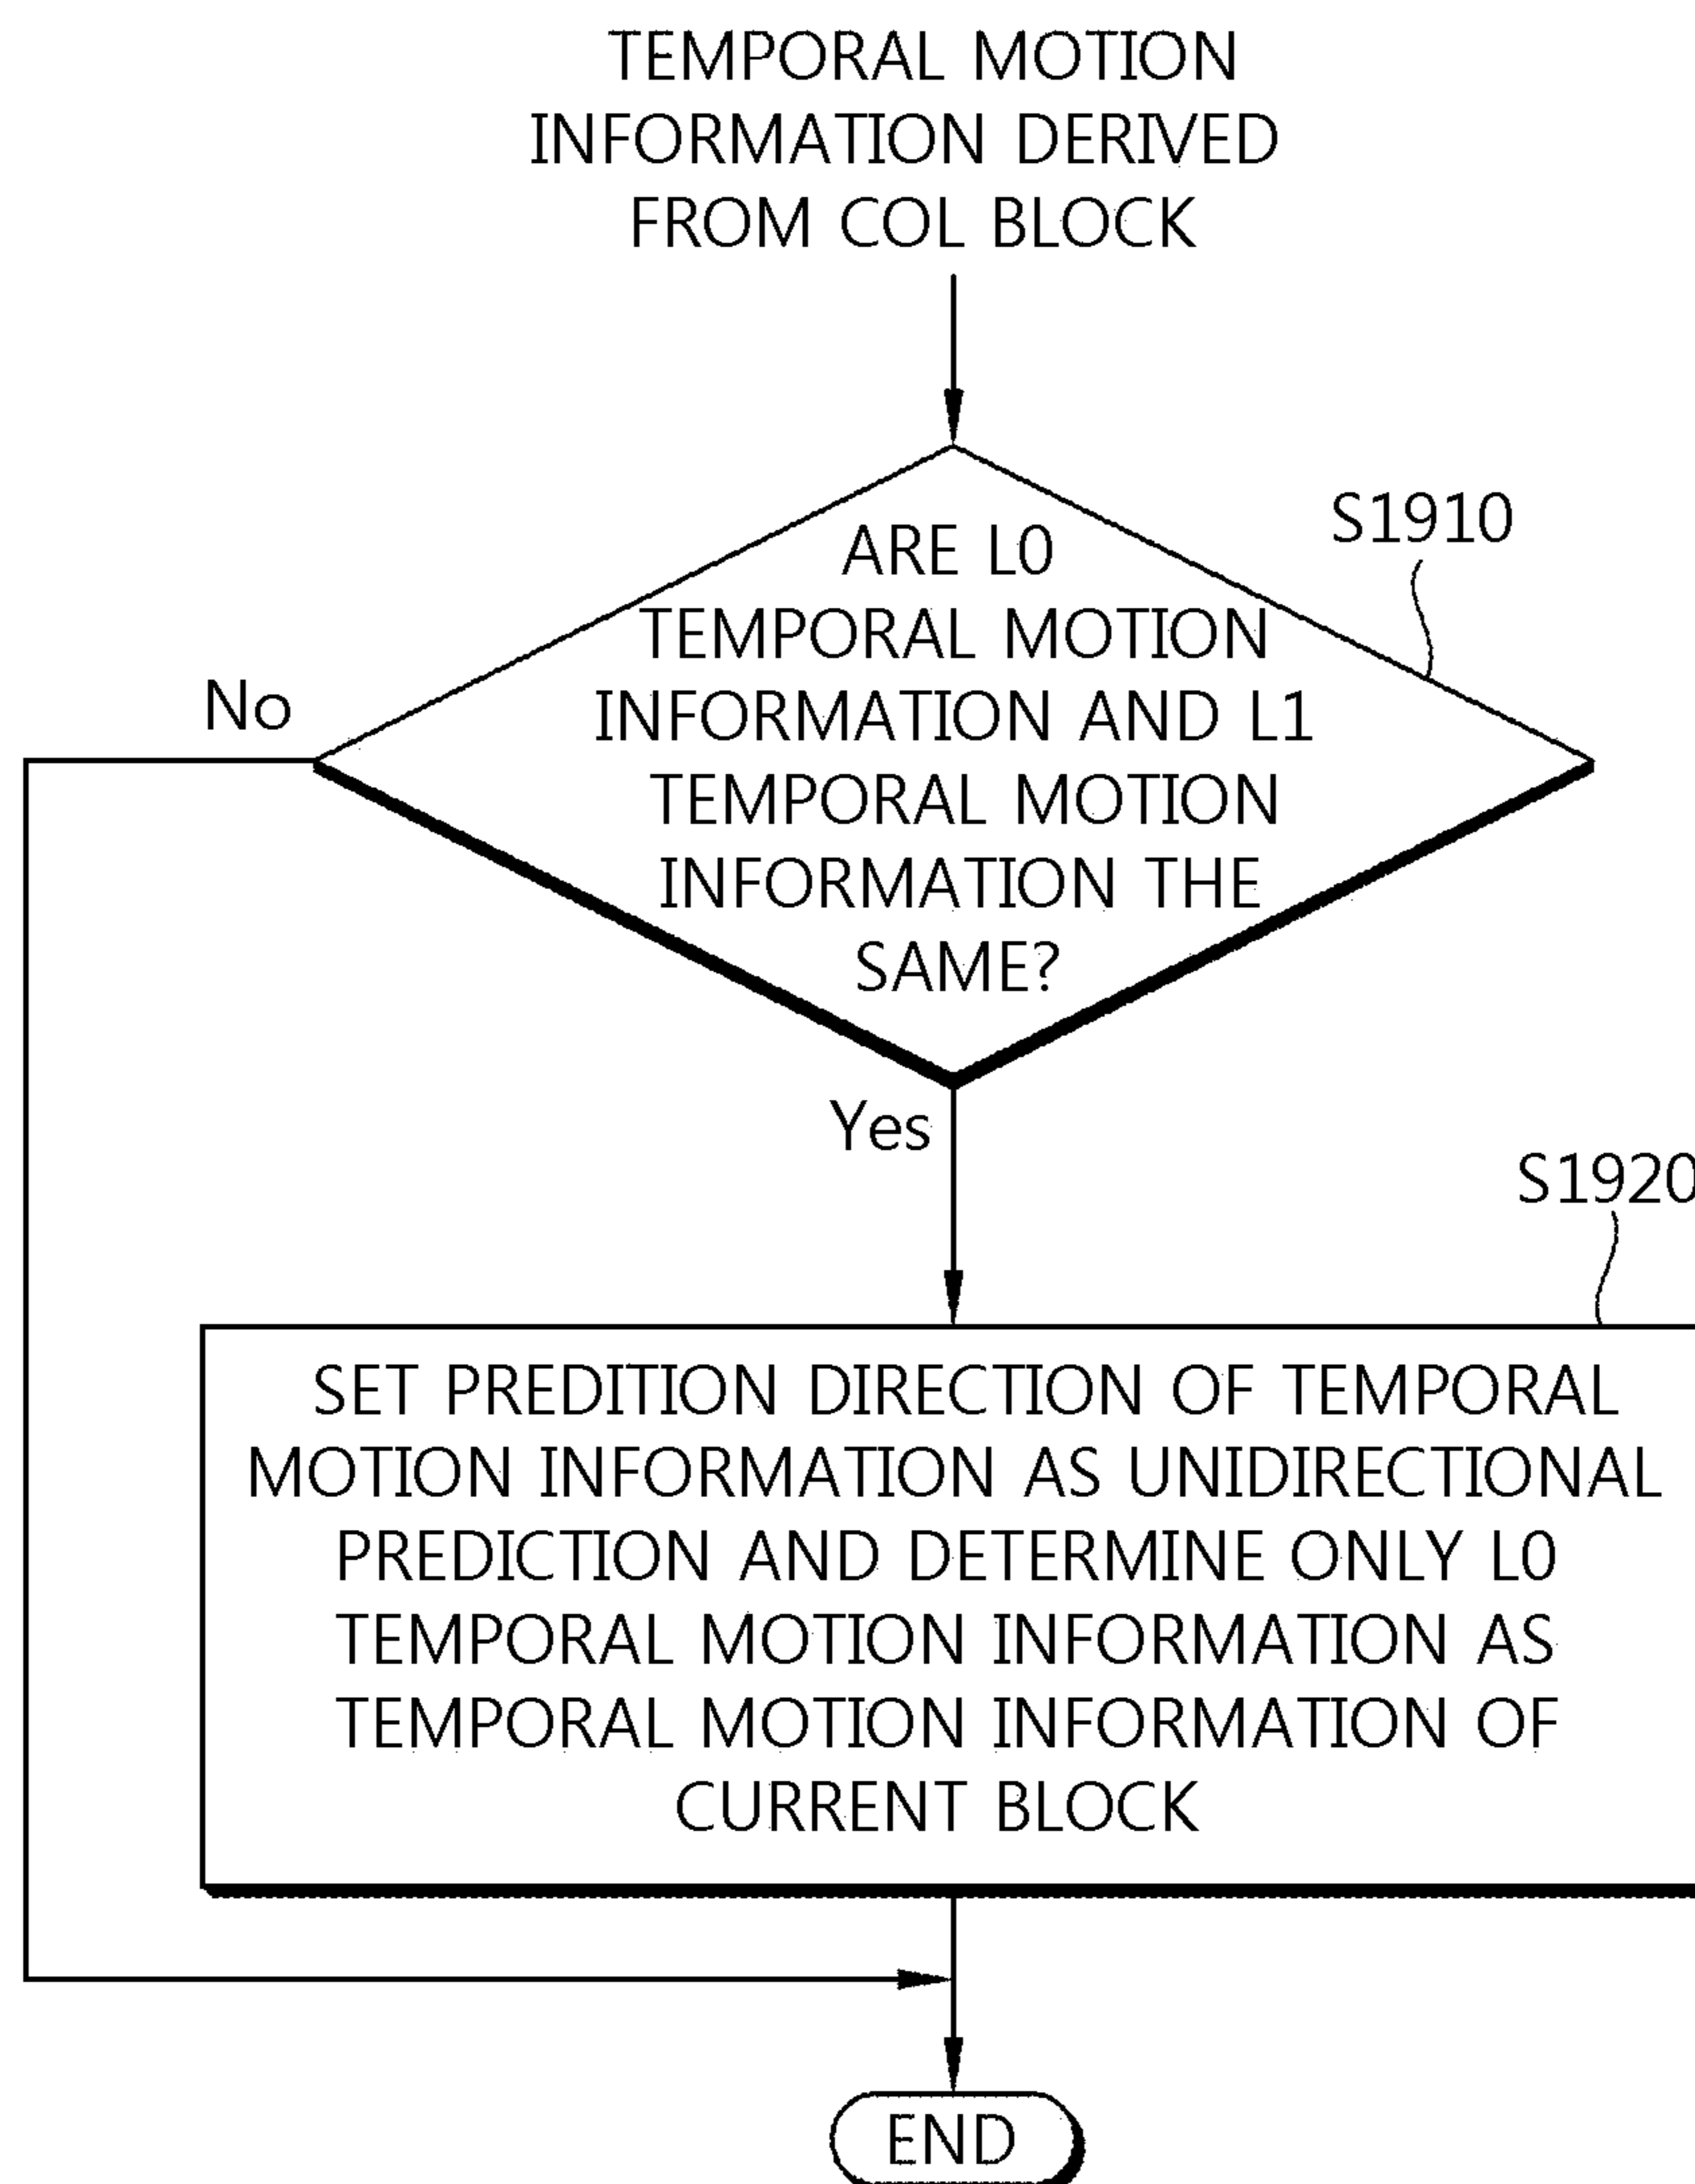 TEMPORAL MOTION
INFORMATION DERIVED
FROM COL BLOCK
S1910
ARE L0
TEMPORAL MOTION
INFORMATION AND L1
TEMPORAL MOTION
INFORMATION THE
SAME?
No
Yes
S1920
SET PREDITION DIRECTION OF TEMPORAL
MOTION INFORMATION AS UNIDIRECTIONAL
PREDICTION AND DETERMINE ONLY L0
TEMPORAL MOTION INFORMATION AS
TEMPORAL MOTION INFORMATION OF
CURRENT BLOCK
END